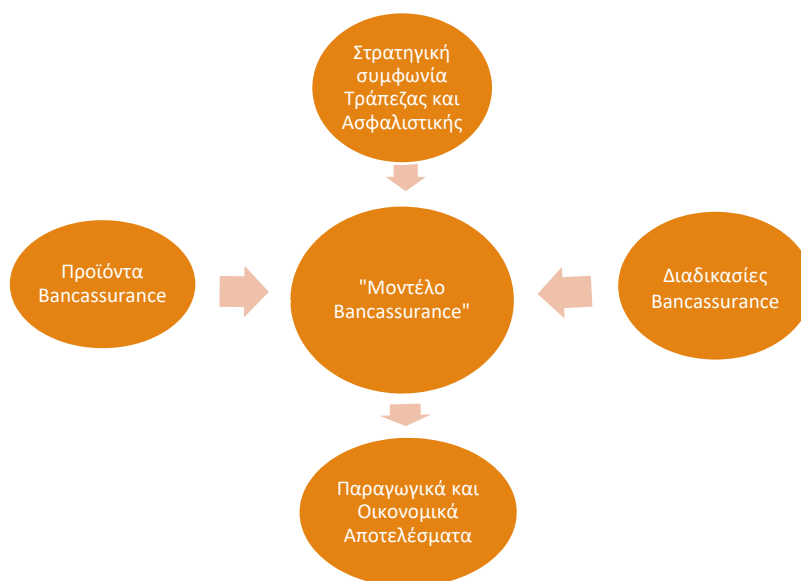 Στρατηγική
συμφωνία
Τράπεζας και
Ασφαλιστικής
Προϊόντα
Bancassurance
"Μοντέλο
Bancassurance"
Διαδικασίες
Bancassurance
Παραγωγικά και
Οικονομικά
Αποτελέσματα